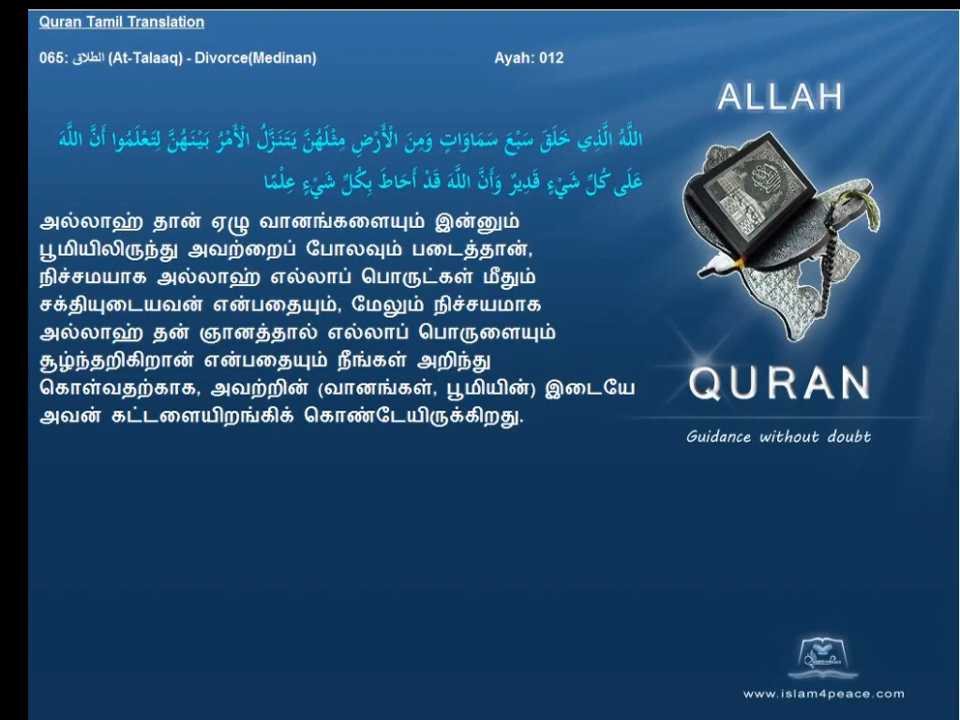 Quran Tamil Translation
065: الطلاق (At-Talaaq) - Divorce(Medinan) Ayah: 012
ALLAH
اللَّهُ الَّذِي خَلَقَ سَبْعَ سَمَاوَاتٍ وَمِنَ الْأَرْضِ مِثْلَهُنَّ يَتَنَزَّلُ الْأَمْرُ بَيْنَهُنَّ لِتَعْلَمُوا أَنَّ اللَّهَ
عَلَى كُلِّ شَيْءٍ قَدِيرٌ وَأَنَّ اللَّهَ قَدْ أَحَاطَ بِكُلِّ شَيْءٍ عِلْمًا
அல்லாஹ் தான் ஏழு வானங்களையும் இன்னும்
பூமியிலிருந்து அவற்றைப் போலவும் படைத்தான்,
நிச்சமயாக அல்லாஹ் எல்லாப் பொருட்கள் மீதும்
சக்தியுடையவன் என்பதையும், மேலும் நிச்சயமாக
அல்லாஹ் தன் ஞானத்தால் எல்லாப் பொருளையும்
சூழ்ந்தறிகிறான் என்பதையும் நீங்கள் அறிந்து
கொள்வதற்காக, அவற்றின் (வானங்கள், பூமியின்) இடையே
அவன் கட்டளையிறங்கிக் கொண்டேயிருக்கிறது.
QURAN
Guidance without doubt
www.islam4peace.com